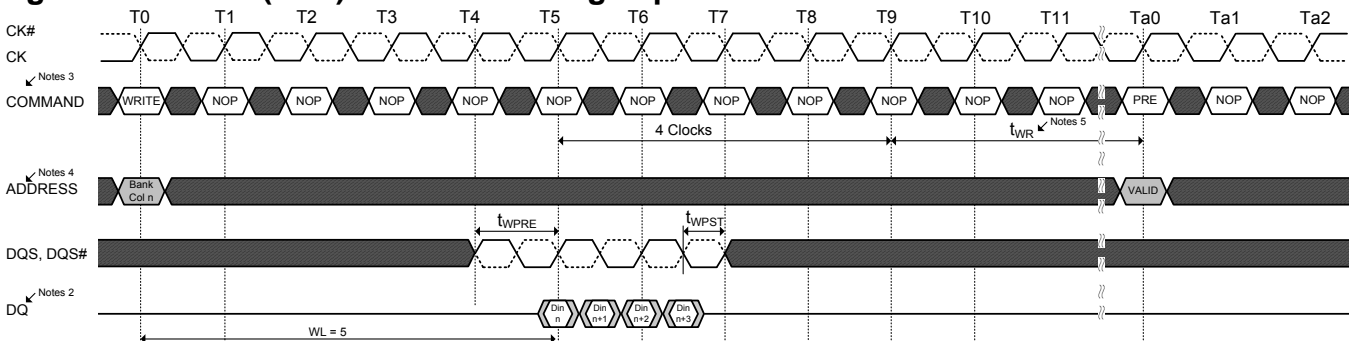 T0 T1 T2 T3 T4 T5 T6 T7 T8 T9 T10 T11 Ta0 Ta1 Ta2
CK#
CK
Notes 3
COMMAND WRITE NOP NOP NOP NOP NOP NOP NOP NOP NOP NOP NOP PRE NOP NOP
4 Clocks tWR Notes 5
Notes 4
ADDRESS Bank Col n VALID
tWPRE tWPST
DQS, DQS#
Notes 2
DQ Din n Din n+1 Din n+2 Din n+3
WL = 5